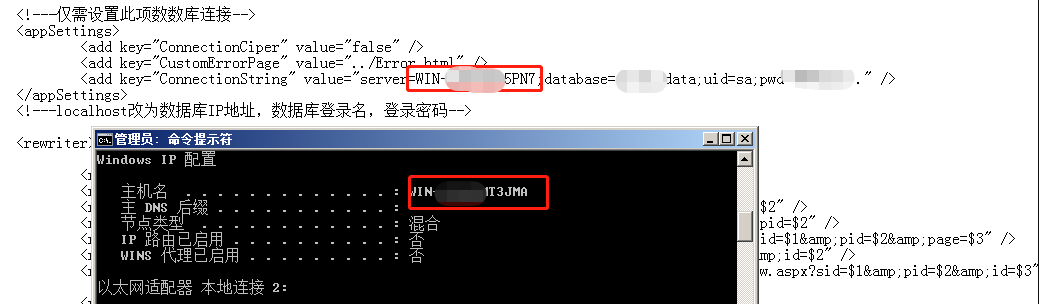 <!---仅需设置此项数数库连接-->
<appSettings>
<add key="ConnectionCiper" value="false" />
<add key="CustomErrorPage" value="../Error.html" />
<add key="ConnectionString" value="server=WIN- 5PN7;database= data;uid=sa;pwd ." />
</appSettings>
<!---localhost改为数据库IP地址，数据库登录名，登录密码-->
<rewriter>
管理员: 命令提示符
Windows IP 配置
主机名 . . . . . . . . . . . . . : WIN- MT3JMA
主 DNS 后缀 . . . . . . . . . . . :
节点类型 . . . . . . . . . . . . : 混合
IP 路由已启用 . . . . . . . . . . : 否
WINS 代理已启用 . . . . . . . . . : 否
以太网适配器 本地连接 2:
$2" />
pid=$2" />
id=$1&amp;pid=$2&amp;page=$3" />
mp;id=$2" />
w.aspx?sid=$1&amp;pid=$2&amp;id=$3"